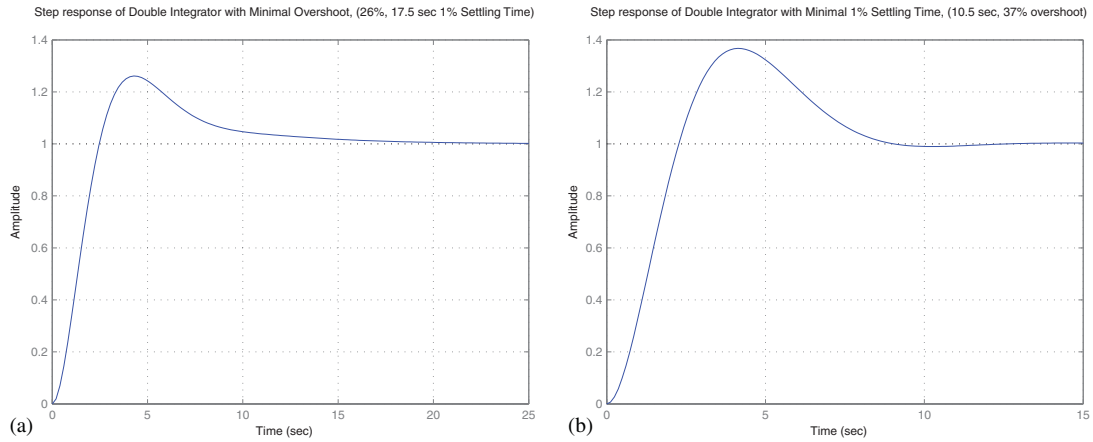 Step response of Double Integrator with Minimal Overshoot, (26%, 17.5 sec 1% Settling Time)
1.4
1.2
1
0.8
0.6
0.4
0.2
0
Amplitude
0 5 10 15 20 25
Time (sec)
(a)
Step response of Double Integrator with Minimal 1% Settling Time, (10.5 sec, 37% overshoot)
1.4
1.2
1
0.8
0.6
0.4
0.2
0
Amplitude
0 5 10 15
Time (sec)
(b)